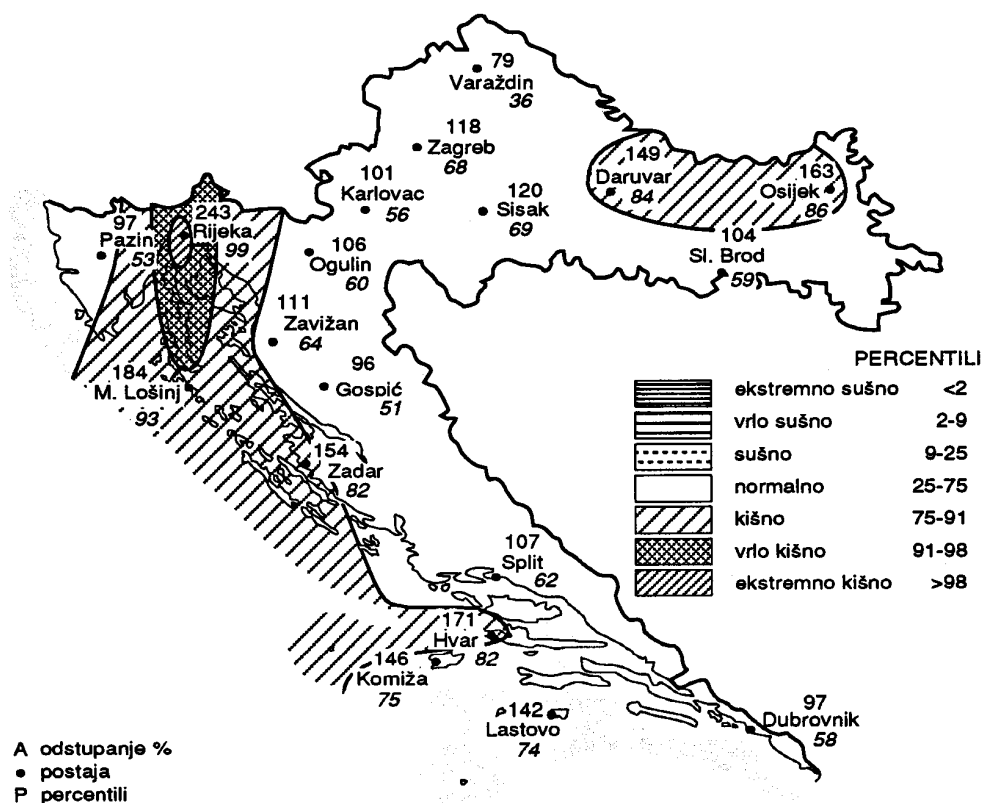 79
Varaždin
36
118
Zagreb
68
149
Daruvar
84
163
Osijek
86
101
Karlovac
56
120
Sisak
69
97
Pazin
53
243
Rijeka
99
106
Ogulin
60
104
Sl. Brod
59
111
Zavižan
64
184
M. Lošinj
93
96
Gospić
51
154
Zadar
82
107
Split
62
171
Hvar
82
146
Komiža
75
142
Lastovo
74
97
Dubrovnik
58
PERCENTILI
ekstremno sušno <2
vrlo sušno 2-9
sušno 9-25
normalno 25-75
kišno 75-91
vrlo kišno 91-98
ekstremno kišno >98
A odstupanje %
• postaja
P percentili